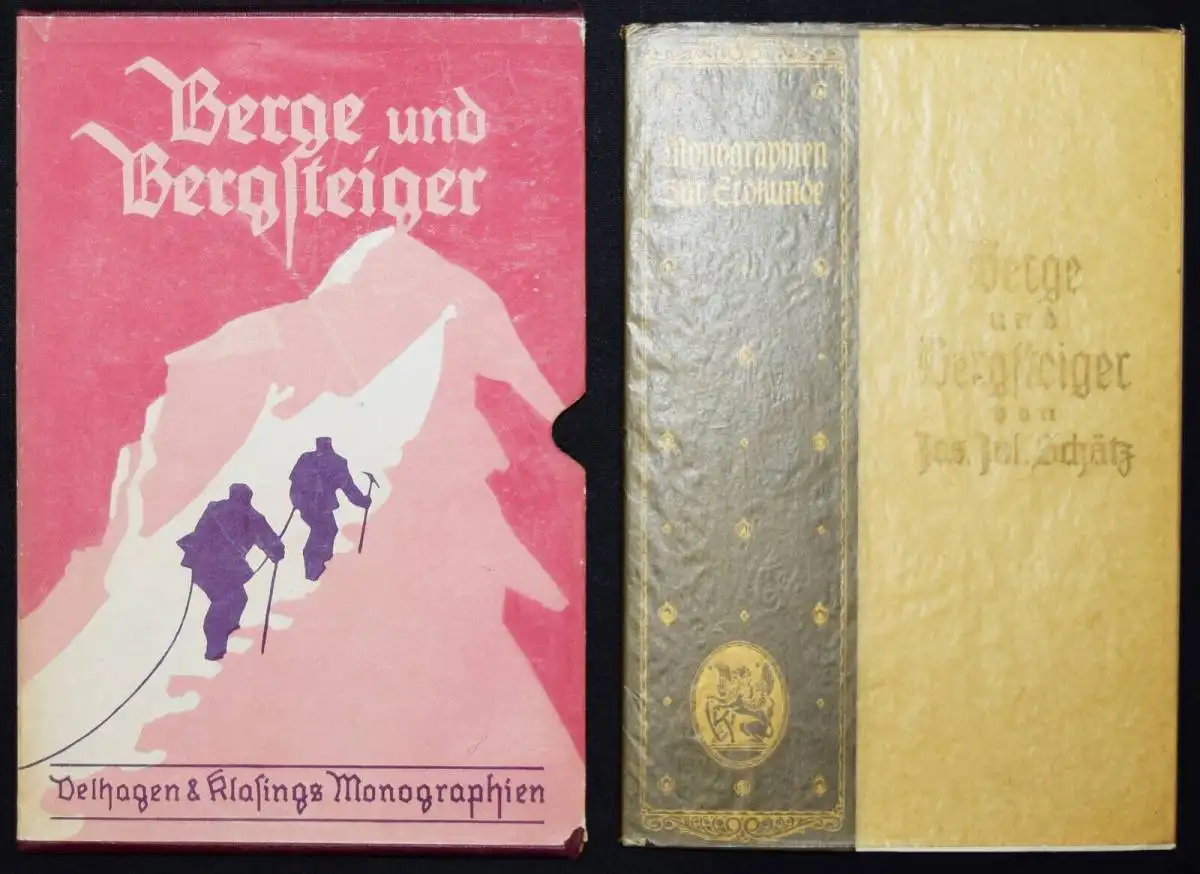 Berge und
Bergſteiger
Velhagen & Klaſings Monographien
Monographien
zur Erdkunde
Berge
und
Bergſteiger
von
Jos. Jul. Schätz